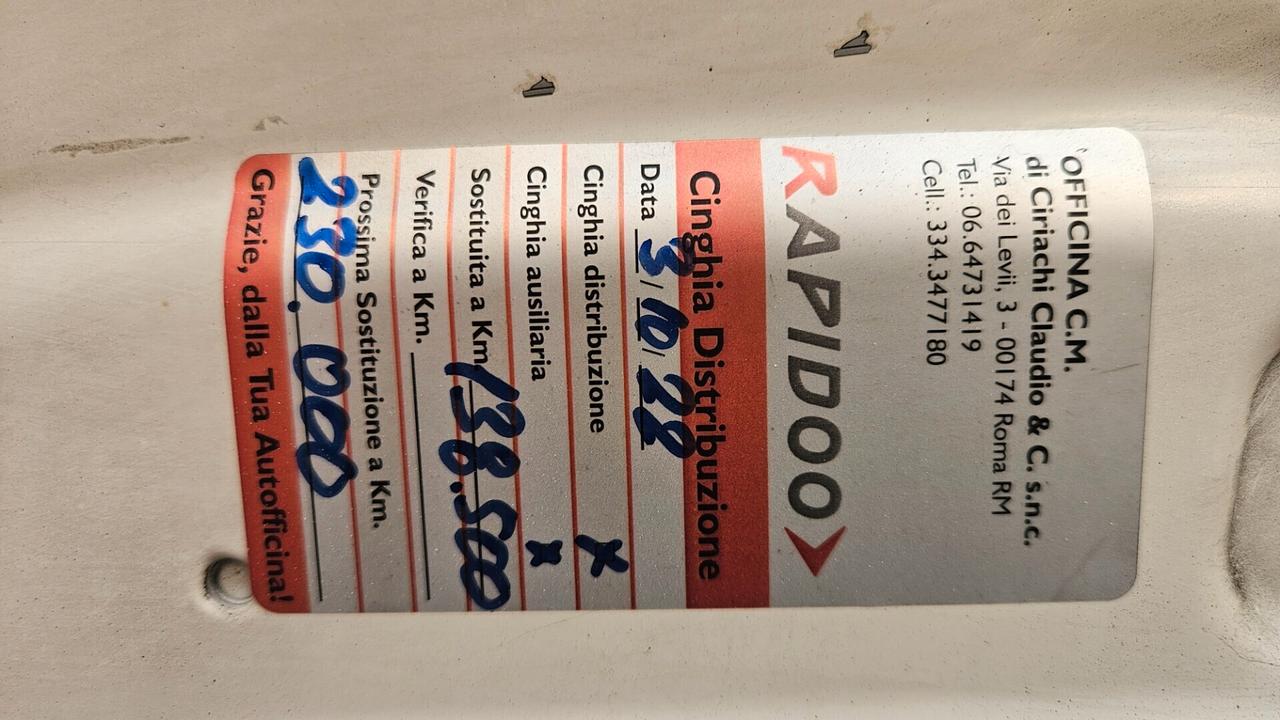 OFFICINA C.M.
di Ciriachi Claudio & C. s.n.c.
Via dei Levii, 3 - 00174 Roma RM
Tel.: 06.64731419
Cell.: 334.3477180
RAPIDOO
Cinghia Distribuzione
Data 3/10/22
Cinghia distribuzione x
Cinghia ausiliaria x
Sostituita a Km. 138.500
Verifica a Km.
Prossima Sostituzione a Km.
230.000
Grazie, dalla Tua Autofficina!